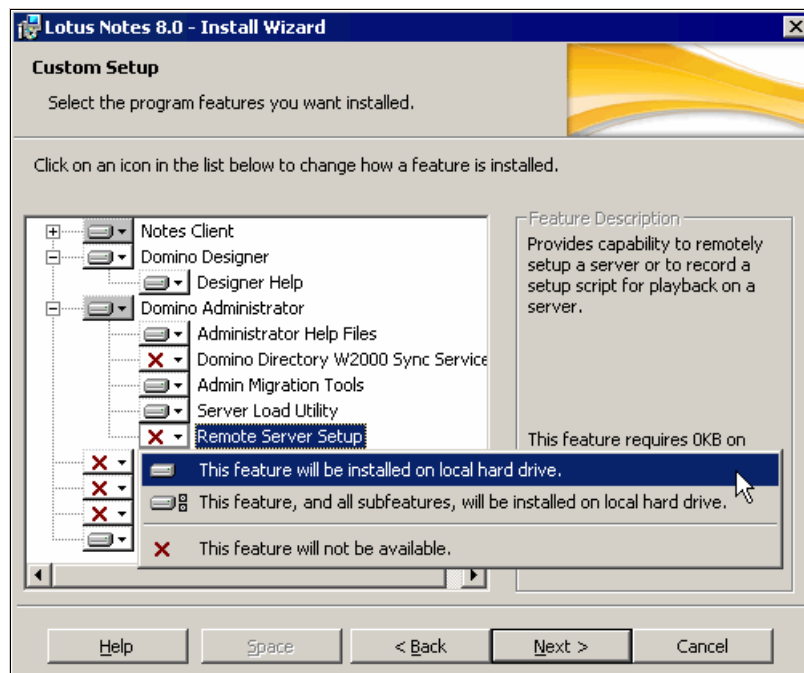 Lotus Notes 8.0 - Install Wizard
Custom Setup
Select the program features you want installed.
Click on an icon in the list below to change how a feature is installed.
Notes Client
Domino Designer
Designer Help
Domino Administrator
Administrator Help Files
Domino Directory W2000 Sync Service
Admin Migration Tools
Server Load Utility
Remote Server Setup
Feature Description
Provides capability to remotely
setup a server or to record a
setup script for playback on a
server.
This feature requires 0KB on
This feature will be installed on local hard drive.
This feature, and all subfeatures, will be installed on local hard drive.
This feature will not be available.
Help
Space
< Back
Next >
Cancel